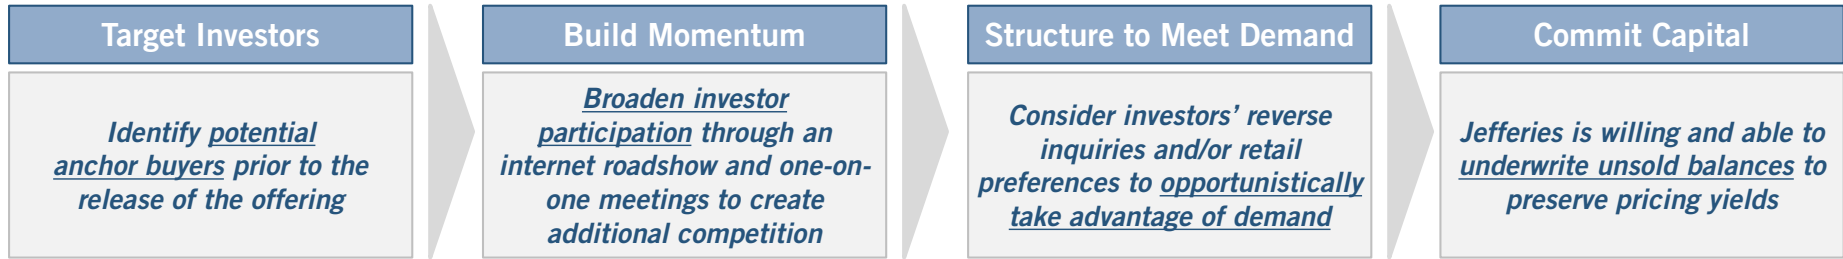 Target Investors
Identify potential
anchor buyers prior to the
release of the offering
Build Momentum
Broaden investor
participation through an
internet roadshow and one-on-
one meetings to create
additional competition
Structure to Meet Demand
Consider investors’ reverse
inquiries and/or retail
preferences to opportunistically
take advantage of demand
Commit Capital
Jefferies is willing and able to
underwrite unsold balances to
preserve pricing yields